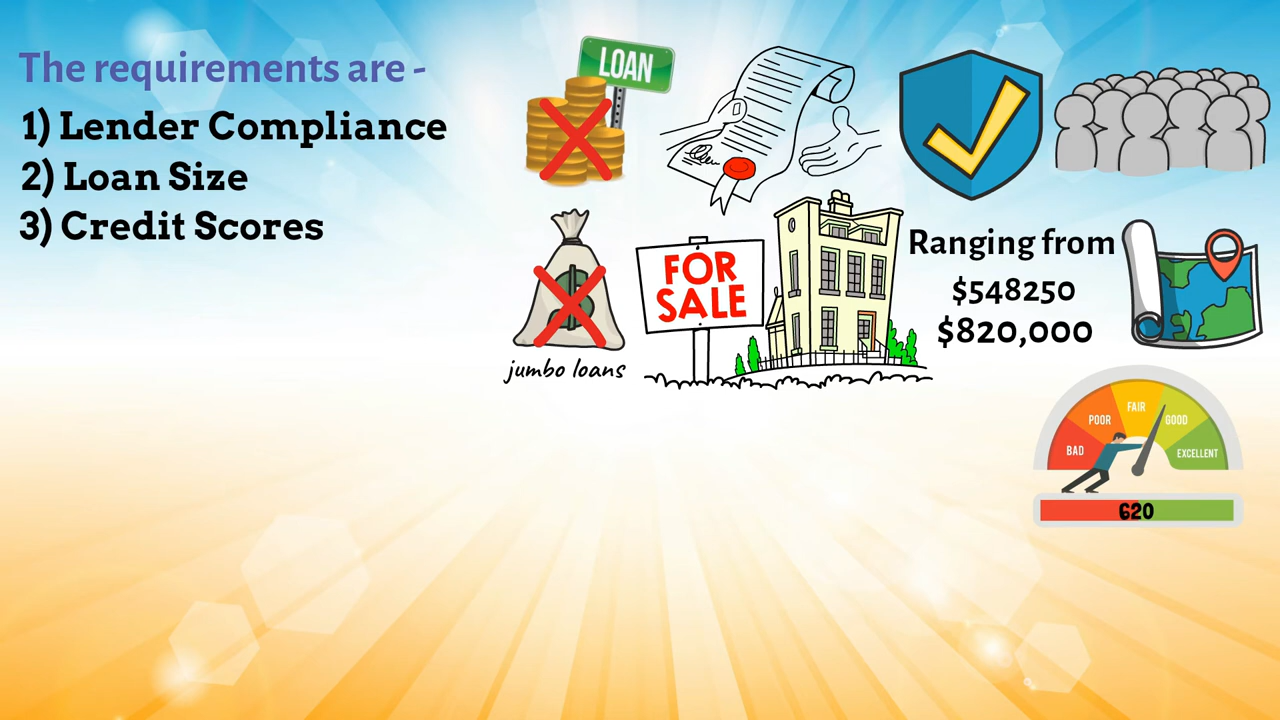 The requirements are -
1) Lender Compliance
2) Loan Size
3) Credit Scores
LOAN
FOR
SALE
jumbo loans
Ranging from
$548250
$820,000
BAD
POOR
FAIR
GOOD
EXCELLENT
620